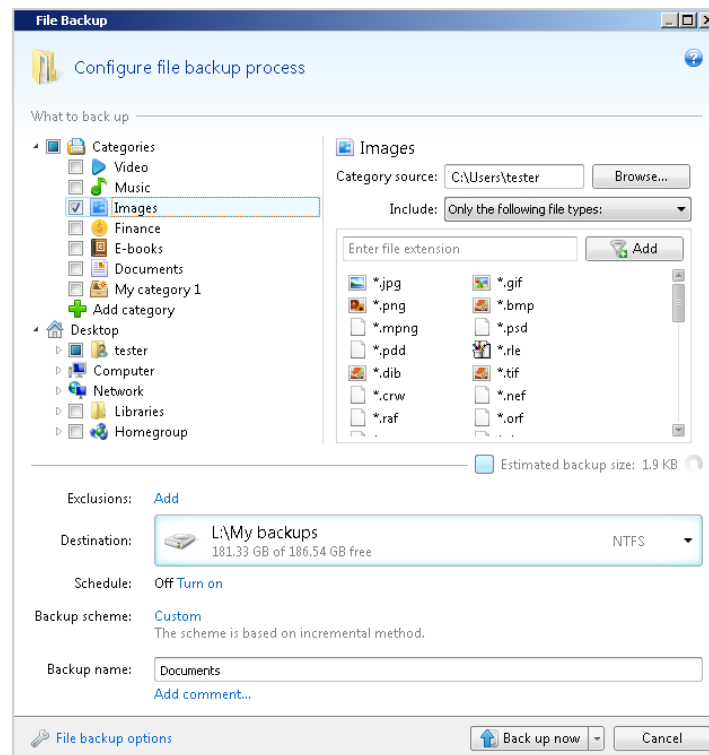 File Backup
Configure file backup process
What to back up
Categories
Video
Music
Images
Finance
E-books
Documents
My category 1
Add category
Desktop
tester
Computer
Network
Libraries
Homegroup
Images
Category source: C:\Users\tester Browse...
Include: Only the following file types:
Enter file extension Add
*.jpg *.gif
*.png *.bmp
*.mpng *.psd
*.pdd *.rle
*.dib *.tif
*.crw *.nef
*.raf *.orf
Estimated backup size: 1.9 KB
Exclusions: Add
Destination: L:\My backups
181.33 GB of 186.54 GB free NTFS
Schedule: Off Turn on
Backup scheme: Custom
The scheme is based on incremental method.
Backup name: Documents
Add comment...
File backup options Back up now Cancel